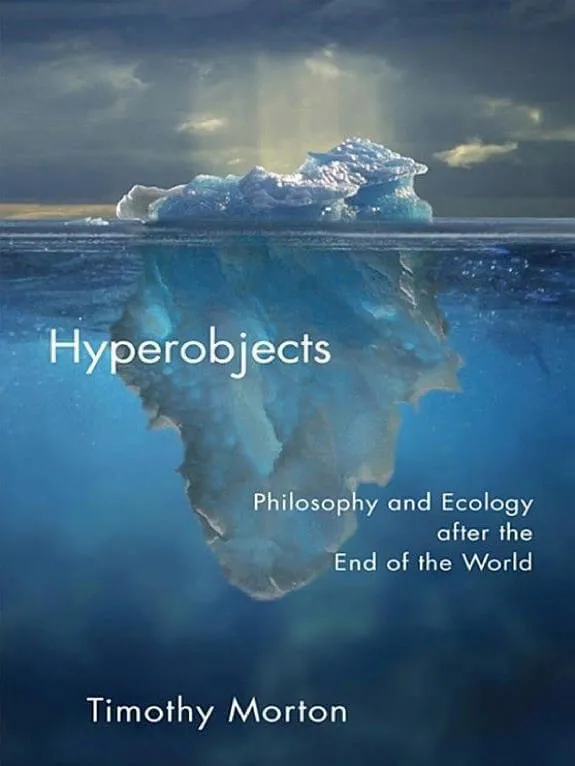 Hyperobjects
Philosophy and Ecology
after the
End of the World
Timothy Morton